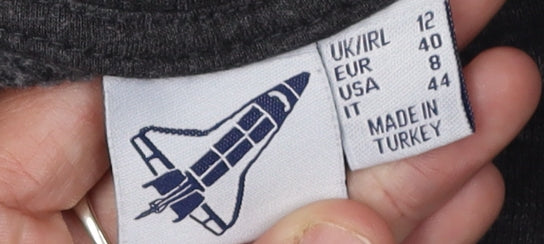 UK/IRL 12
EUR 40
USA 8
IT 44
MADE IN
TURKEY